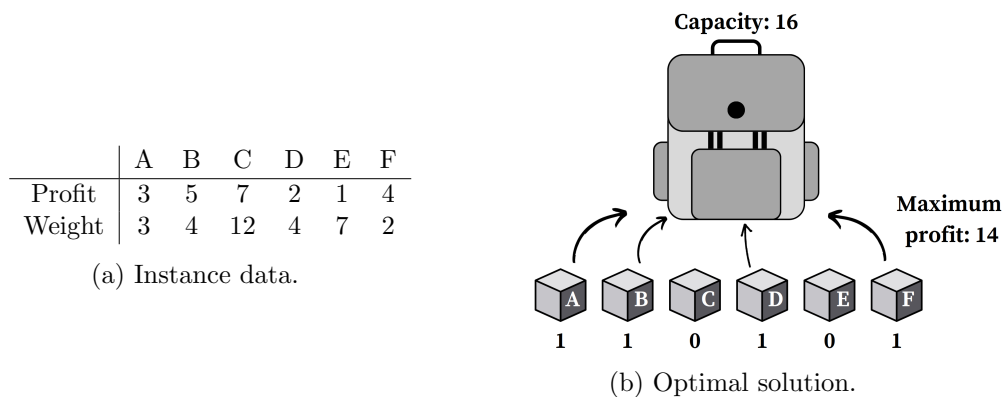 A B C D E F
Profit 3 5 7 2 1 4
Weight 3 4 12 4 7 2
(a) Instance data.
Capacity: 16
Maximum
profit: 14
A B C D E F
1 1 0 1 0 1
(b) Optimal solution.